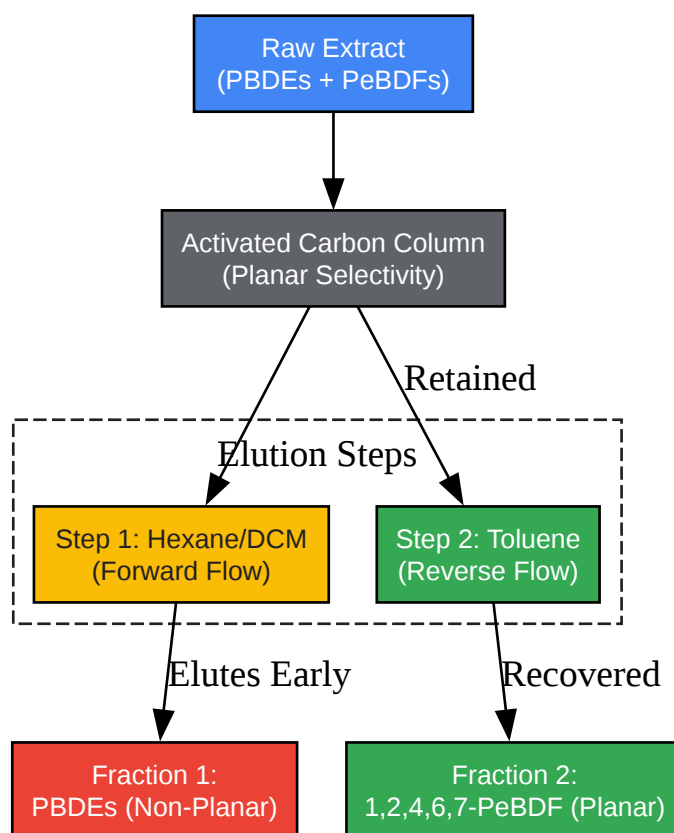 Raw Extract
(PBDEs + PeBDFs)
Activated Carbon Column
(Planar Selectivity)
Retained
Elution Steps
Step 1: Hexane/DCM
(Forward Flow)
Step 2: Toluene
(Reverse Flow)
Elutes Early
Recovered
Fraction 1:
PBDEs (Non-Planar)
Fraction 2:
1,2,4,6,7-PeBDF (Planar)